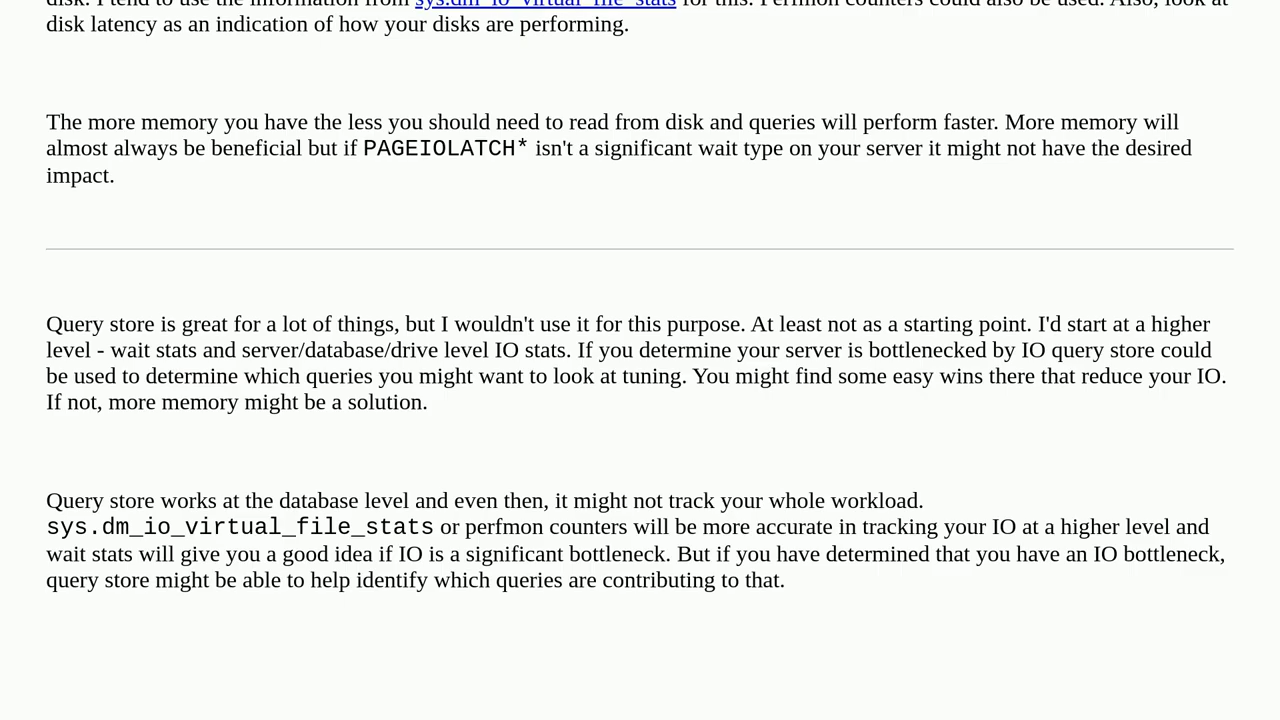 disk. I tend to use the information from sys.dm_io_virtual_file_stats for this. Perfmon counters could also be used. Also, look at
disk latency as an indication of how your disks are performing.
The more memory you have the less you should need to read from disk and queries will perform faster. More memory will
almost always be beneficial but if PAGEIOLATCH* isn't a significant wait type on your server it might not have the desired
impact.
Query store is great for a lot of things, but I wouldn't use it for this purpose. At least not as a starting point. I'd start at a higher
level - wait stats and server/database/drive level IO stats. If you determine your server is bottlenecked by IO query store could
be used to determine which queries you might want to look at tuning. You might find some easy wins there that reduce your IO.
If not, more memory might be a solution.
Query store works at the database level and even then, it might not track your whole workload.
sys.dm_io_virtual_file_stats or perfmon counters will be more accurate in tracking your IO at a higher level and
wait stats will give you a good idea if IO is a significant bottleneck. But if you have determined that you have an IO bottleneck,
query store might be able to help identify which queries are contributing to that.